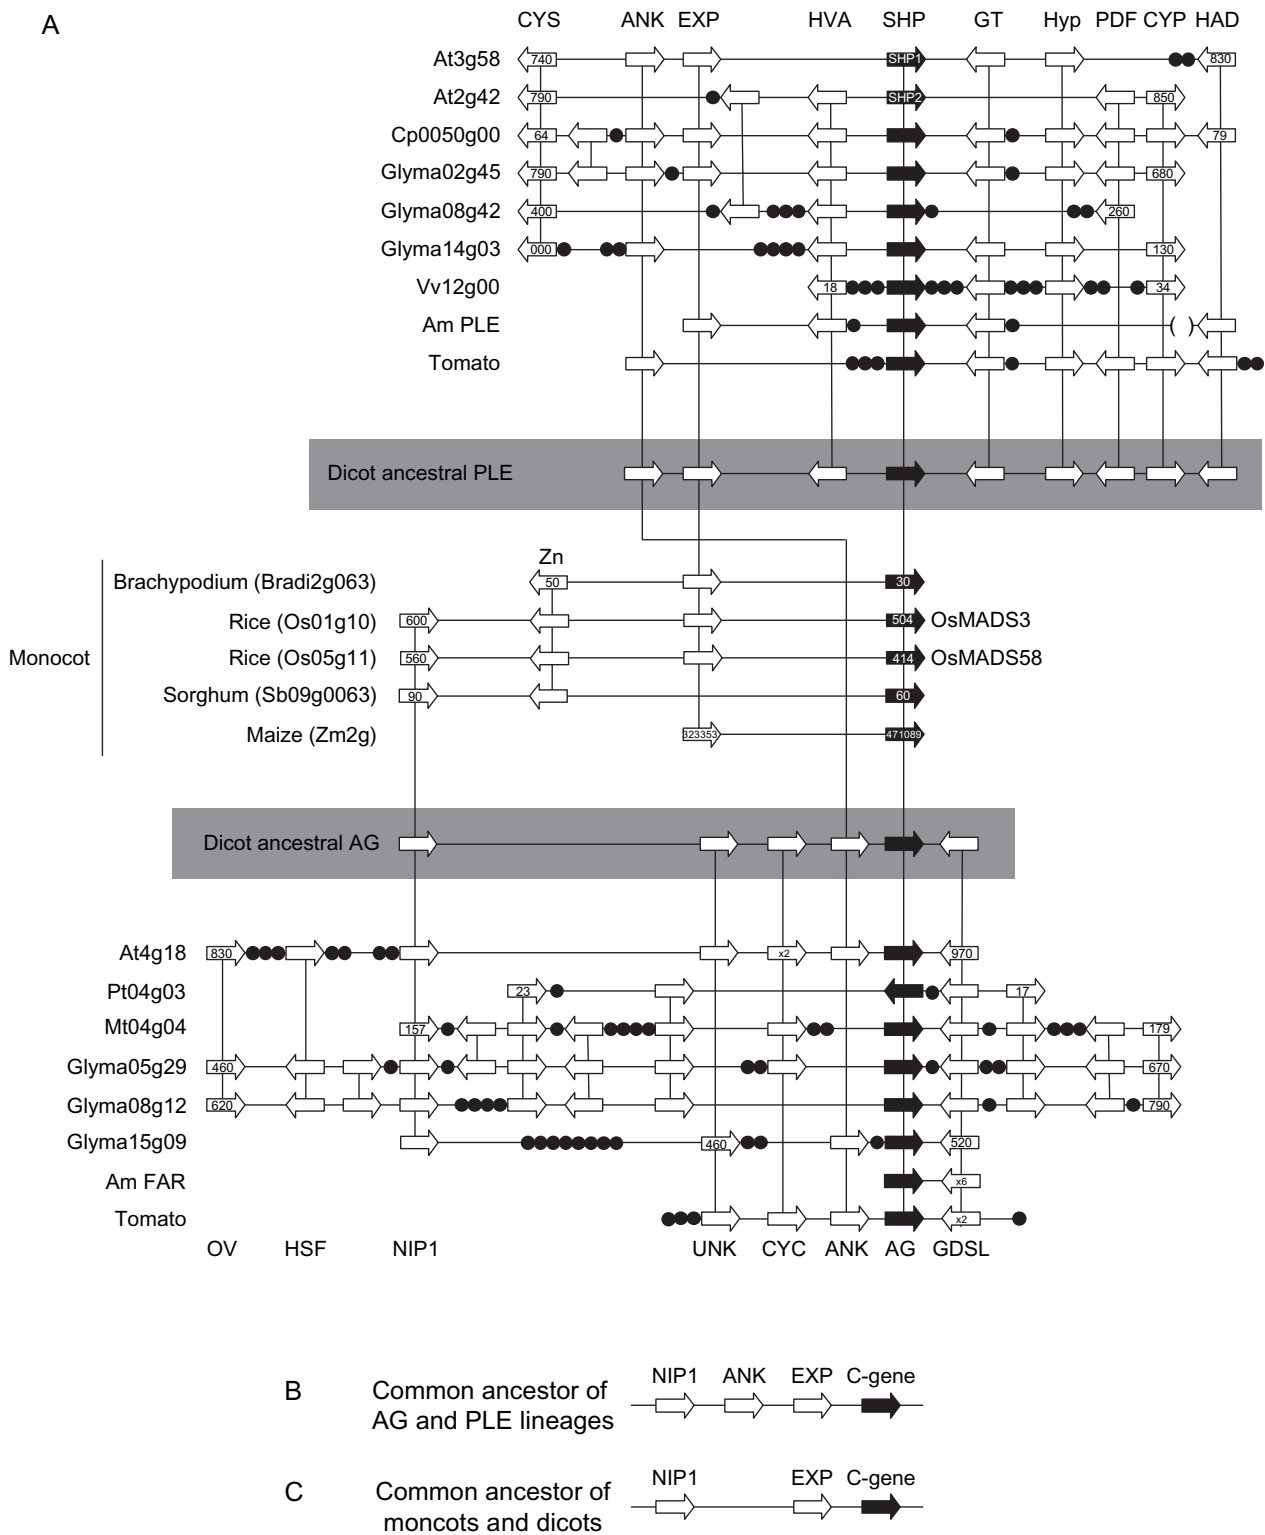 A
CYS ANK EXP HVA SHP GT Hyp PDF CYP HAD
At3g58 740 SHP1 830
At2g42 790 SHP2 850
Cp0050g00 64 79
Glyma02g45 790 680
Glyma08g42 400 260
Glyma14g03 000 130
Vv12g00 18 34
Am PLE ( )
Tomato
Dicot ancestral PLE
Zn
Brachypodium (Bradi2g063) 50 30
Rice (Os01g10) 600 504 OsMADS3
Monocot
Rice (Os05g11) 560 414 OsMADS58
Sorghum (Sb09g0063) 90 60
Maize (Zm2g) 323353 471089
Dicot ancestral AG
At4g18 830 x2 970
Pt04g03 23 17
Mt04g04 157 179
Glyma05g29 460 670
Glyma08g12 620 790
Glyma15g09 460 520
Am FAR x6
Tomato x2
OV HSF NIP1 UNK CYC ANK AG GDSL
B
Common ancestor of
AG and PLE lineages
NIP1 ANK EXP C-gene
C
Common ancestor of
moncots and dicots
NIP1 EXP C-gene